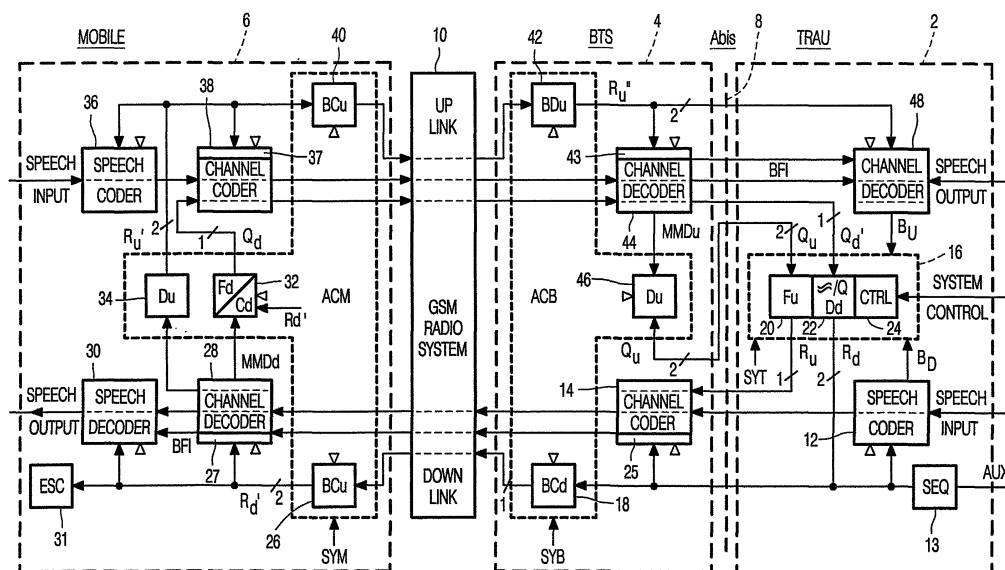 MOBILE
6
40
10
42
BTS
4
Abis
8
TRAU
2
36
38
BCu
UP
LINK
BDu
Ru''
2
48
SPEECH
INPUT
SPEECH
CODER
37
CHANNEL
CODER
43
CHANNEL
DECODER
44
BFI
CHANNEL
DECODER
SPEECH
OUTPUT
2
Ru'
1
Qd
MMDu
2
Qu
1
Qd'
BU
16
34
Du
Fd
Cd
32
Rd'
ACM
GSM
RADIO
SYSTEM
ACB
46
Du
Fu
≈/Q
Dd
CTRL
20
22
24
SYSTEM
CONTROL
30
28
MMDd
Qu
2
SYT
Ru
1
Rd
2
BD
SPEECH
OUTPUT
SPEECH
DECODER
CHANNEL
DECODER
BFI
27
14
CHANNEL
CODER
25
SPEECH
CODER
12
SPEECH
INPUT
ESC
31
Rd'
2
BCu
26
DOWN
LINK
1
BCd
18
SEQ
13
AUX
SYM
SYB